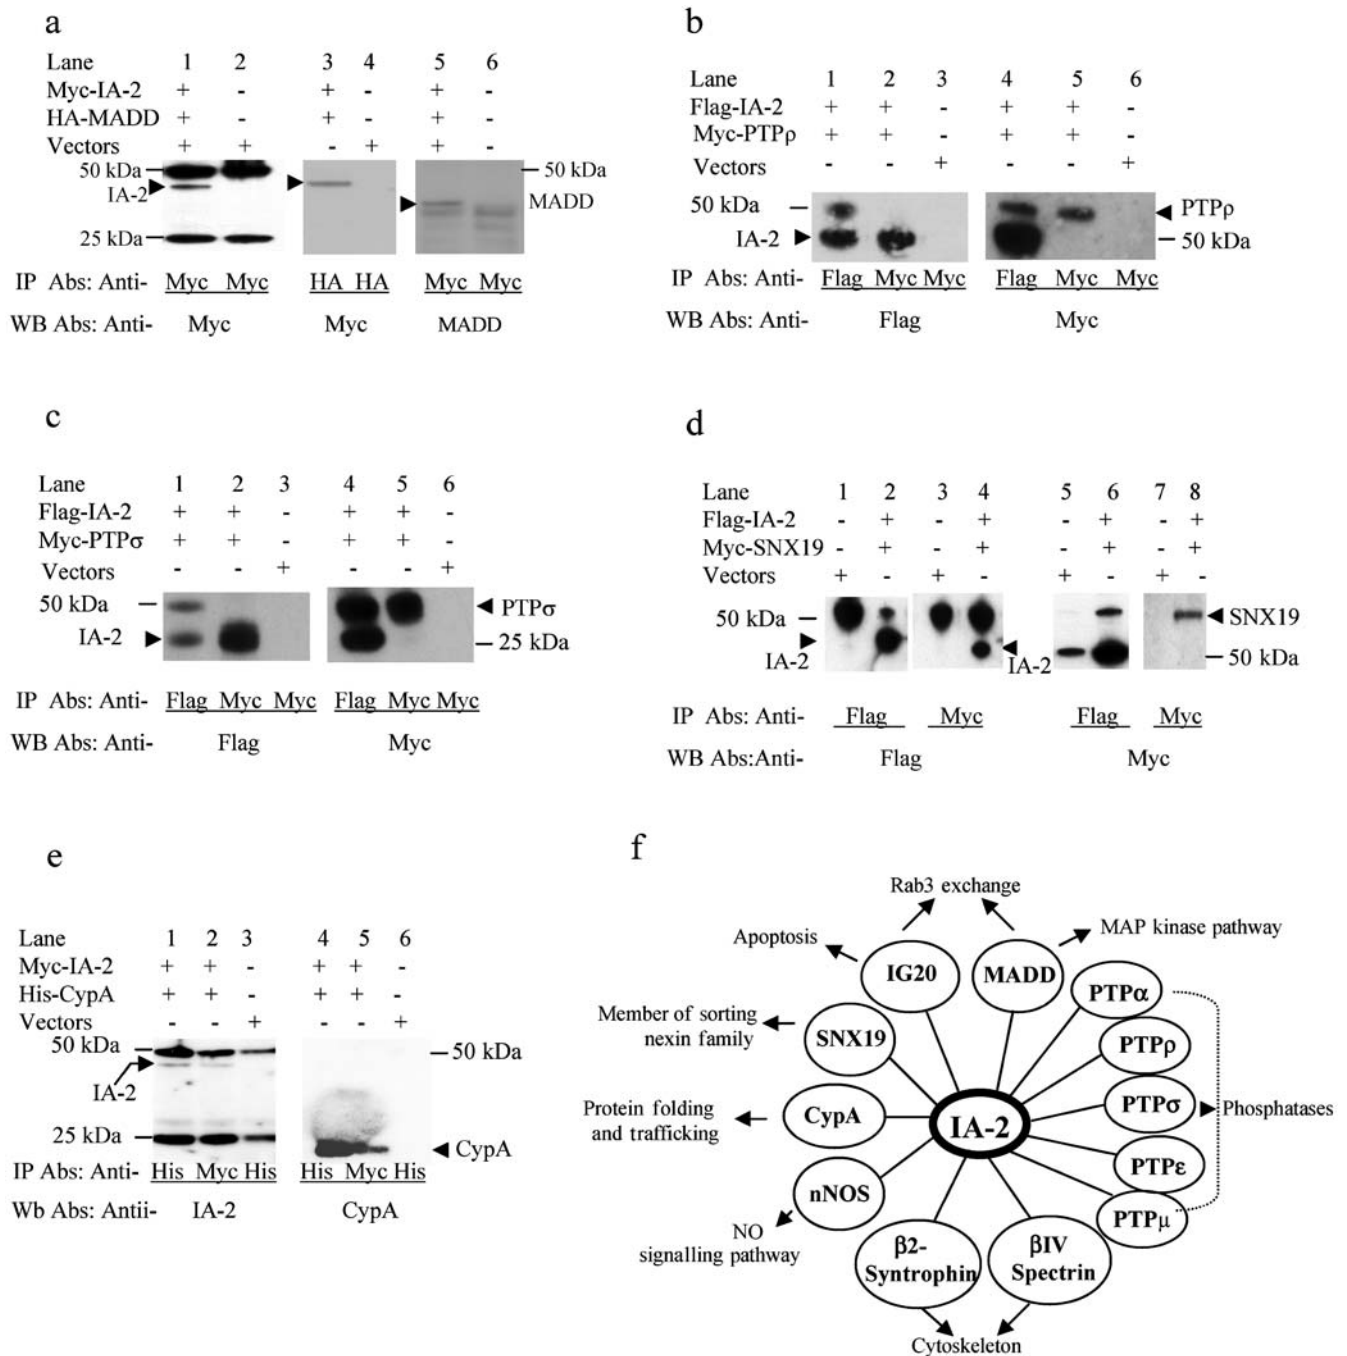 a
Lane 1 2 3 4 5 6
Myc-IA-2 + - + - + -
HA-MADD + - + - + -
Vectors + + - + + -
50 kDa
50 kDa
IA-2
MADD
25 kDa
IP Abs: Anti- Myc Myc HA HA Myc Myc
WB Abs: Anti- Myc Myc MADD
b
Lane 1 2 3 4 5 6
Flag-IA-2 + + - + + -
Myc-PTPρ + + - + + -
Vectors - - + - - +
50 kDa
PTPρ
IA-2
50 kDa
IP Abs: Anti- Flag Myc Myc Flag Myc Myc
WB Abs: Anti- Flag Myc
c
Lane 1 2 3 4 5 6
Flag-IA-2 + + - + + -
Myc-PTPσ + + - + + -
Vectors - - + - - +
50 kDa
PTPσ
IA-2
25 kDa
IP Abs: Anti- Flag Myc Myc Flag Myc Myc
WB Abs: Anti- Flag Myc
d
Lane 1 2 3 4 5 6 7 8
Flag-IA-2 - + - + - + - +
Myc-SNX19 - + - + - + - +
Vectors + - + - + - + -
50 kDa
SNX19
IA-2
IA-2
50 kDa
IP Abs: Anti- Flag Myc Flag Myc
WB Abs:Anti- Flag Myc
e
Lane 1 2 3 4 5 6
Myc-IA-2 + + - + + -
His-CypA + + - + + -
Vectors - - + - - +
50 kDa
50 kDa
IA-2
25 kDa
CypA
IP Abs: Anti- His Myc His His Myc His
Wb Abs: Antii- IA-2 CypA
f
Rab3 exchange
Apoptosis
MAP kinase pathway
IG20
MADD
PTPα
Member of sorting
nexin family
SNX19
PTPρ
Protein folding
and trafficking
CypA
IA-2
PTPσ
Phosphatases
PTPε
nNOS
PTPμ
NO
signalling pathway
β2-
Syntrophin
βIV
Spectrin
Cytoskeleton